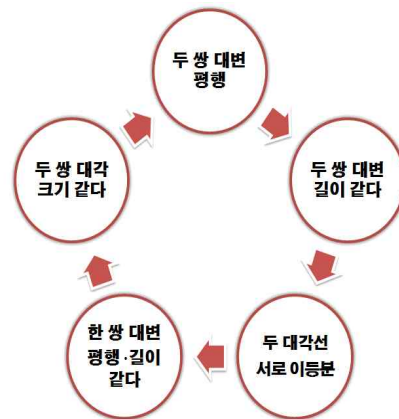 두 쌍 대변
평행
두 쌍 대변
길이 같다
두 대각선
서로 이등분
한 쌍 대변
평행·길이
같다
두 쌍 대각
크기 같다